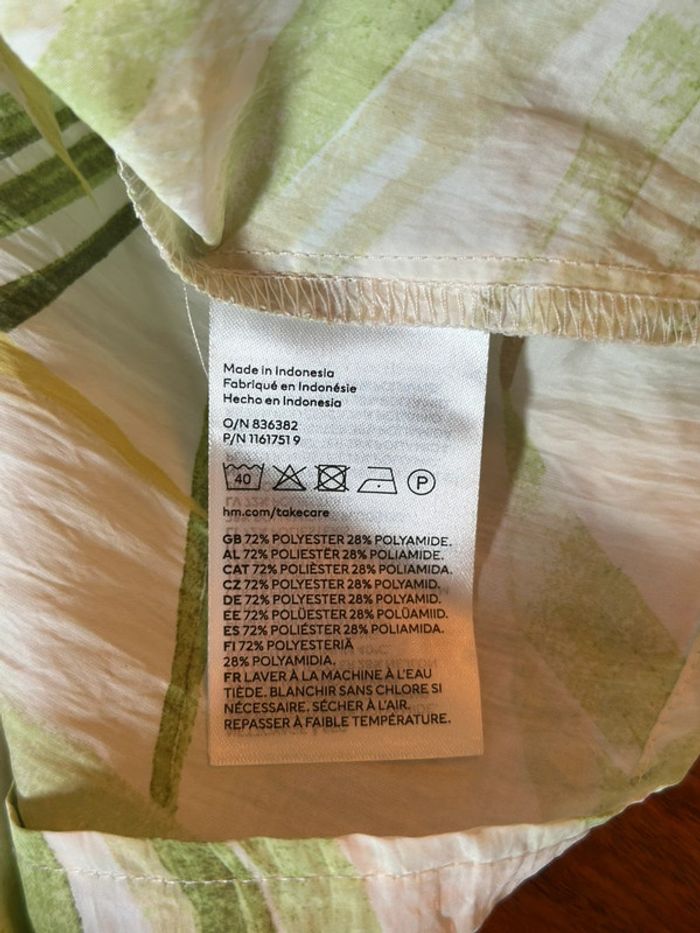 Made in Indonesia
Fabriqué en Indonésie
Hecho en Indonesia
O/N 836382
P/N 1161751 9
40 P
hm.com/takecare
GB 72% POLYESTER 28% POLYAMIDE.
AL 72% POLIESTËR 28% POLIAMIDE.
CAT 72% POLIÈSTER 28% POLIAMIDA.
CZ 72% POLYESTER 28% POLYAMID.
DE 72% POLYESTER 28% POLYAMID.
EE 72% POLÜESTER 28% POLÜAMIID.
ES 72% POLIÉSTER 28% POLIAMIDA.
FI 72% POLYESTERIÄ
28% POLYAMIDIA.
FR LAVER À LA MACHINE À L'EAU
TIÈDE. BLANCHIR SANS CHLORE SI
NÉCESSAIRE. SÉCHER À L'AIR.
REPASSER À FAIBLE TEMPÉRATURE.